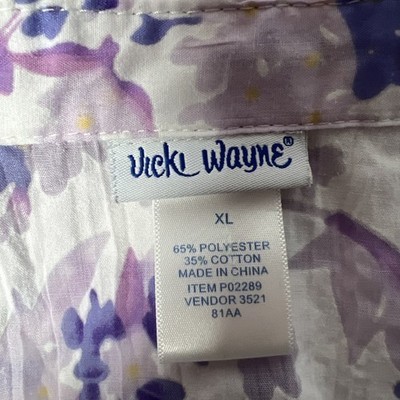 Vicki Wayne®
XL
65% POLYESTER
35% COTTON
MADE IN CHINA
ITEM P02289
VENDOR 3521
81AA